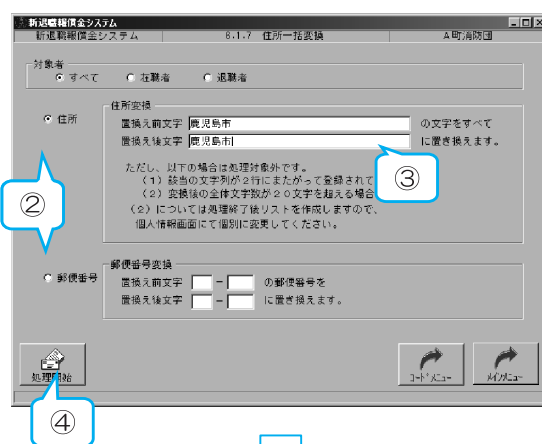 新退職報償金システム
新退職報償金システム 8.1.7 住所一括変換 A町消防団
対象者
すべて 在職者 退職者
住所
住所変換
置換え前文字 鹿児島市 の文字をすべて
置換え後文字 鹿児島市 に置き換えます。
ただし、以下の場合は処理対象外です。
(1) 該当の文字列が2行にまたがって登録されて
(2) 変換後の全体文字数が20文字を超える場合
(2)については処理終了後リストを作成しますので、
個人情報画面にて個別に変更してください。
②
③
郵便番号
郵便番号変換
置換え前文字 - の郵便番号を
置換え後文字 - に置き換えます。
処理開始
コードメニュー
メインメニュー
④